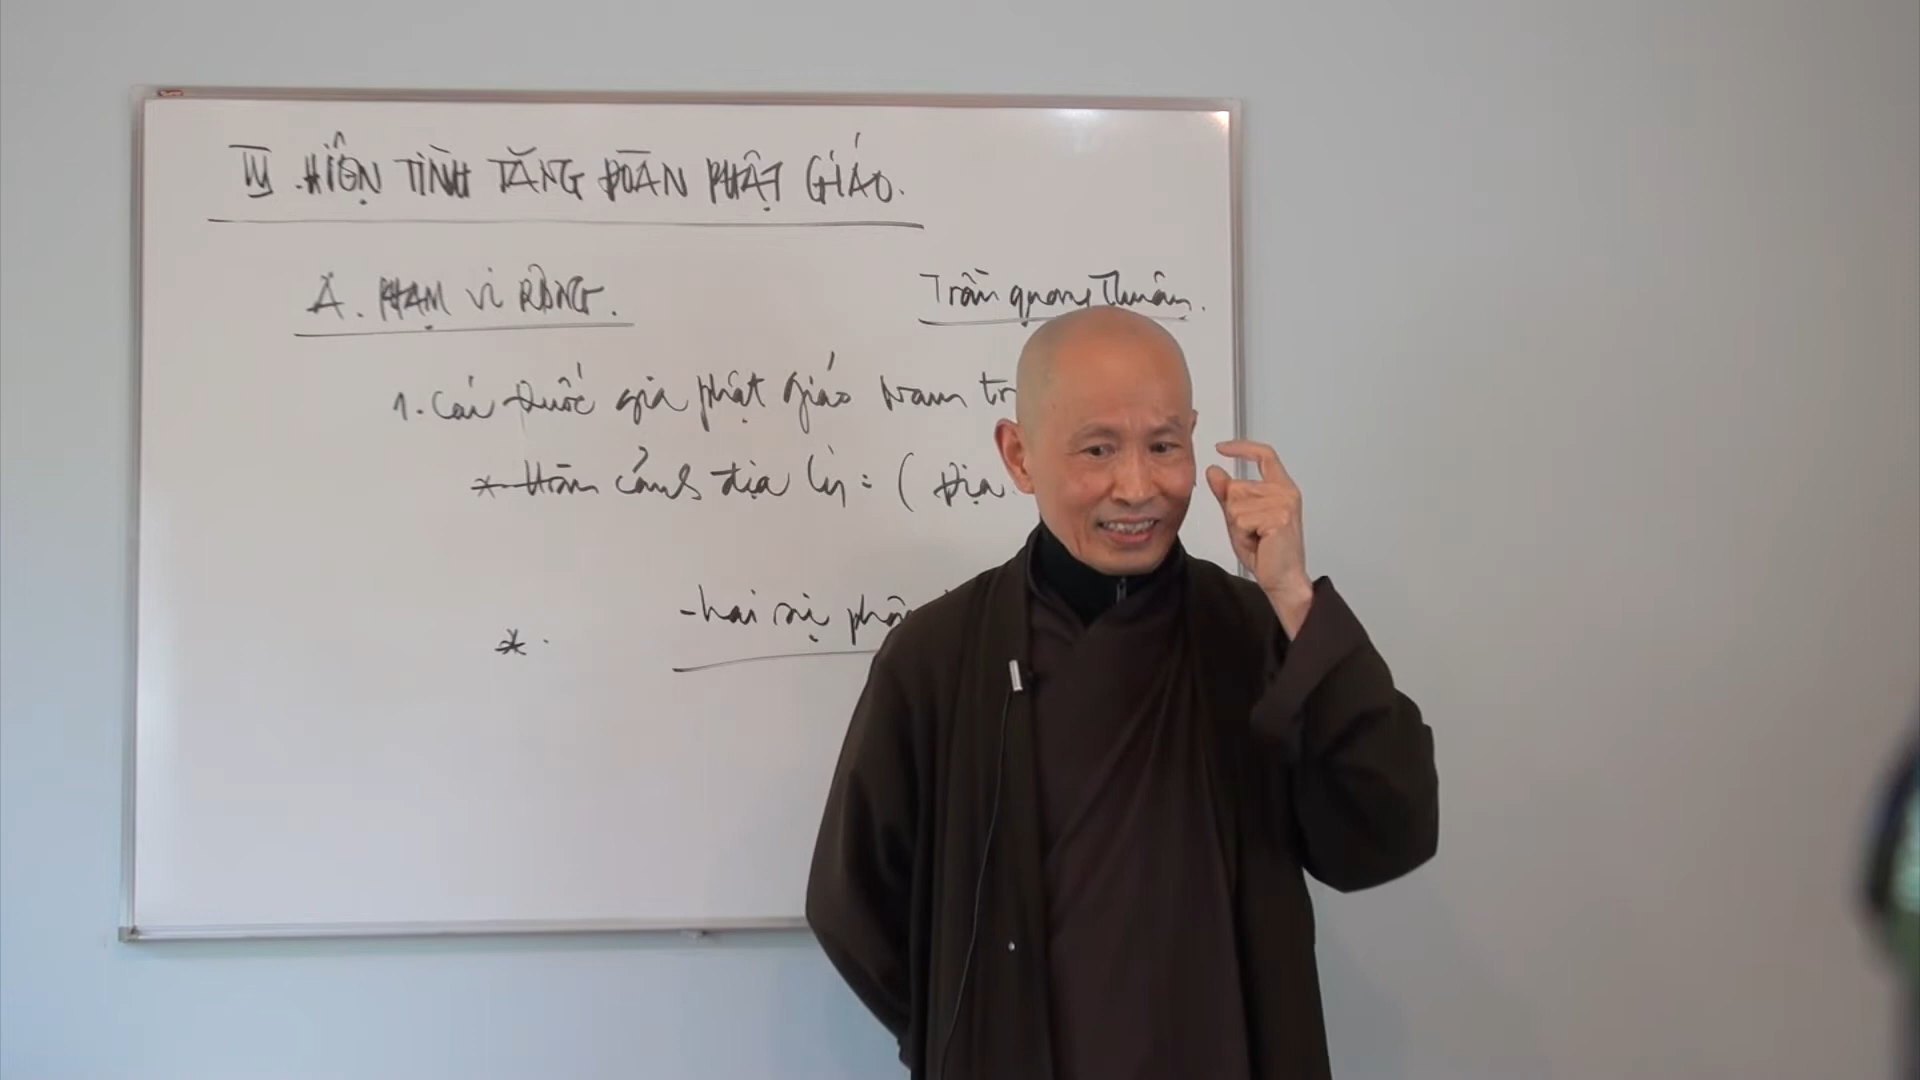 IV. HIỆN TÌNH TĂNG ĐOÀN PHẬT GIÁO.
A. PHẠM VI RỘNG.
Trần quang Thuận.
1. Các quốc gia phật giáo Nam tr
* Hoàn cảnh địa lý: ( Địa
- hai sự phân
*.